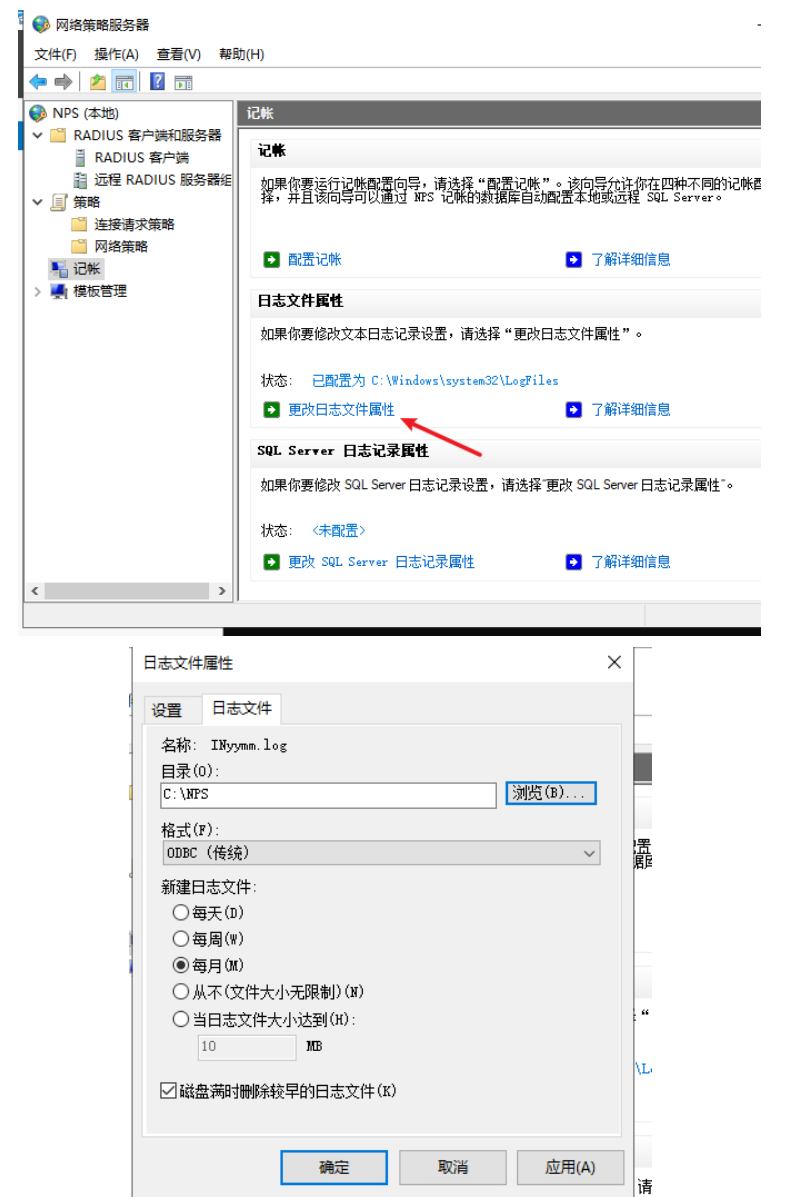 网络策略服务器
文件(F) 操作(A) 查看(V) 帮助(H)
NPS (本地)
RADIUS 客户端和服务器
RADIUS 客户端
远程 RADIUS 服务器组
策略
连接请求策略
网络策略
记帐
模板管理
记帐
记帐
如果你要运行记帐配置向导，请选择“配置记帐”。该向导允许你在四种不同的记帐配
择，并且该向导可以通过 NPS 记帐的数据库自动配置本地或远程 SQL Server。
配置记帐 了解详细信息
日志文件属性
如果你要修改文本日志记录设置，请选择“更改日志文件属性”。
状态: 已配置为 C:\Windows\system32\LogFiles
更改日志文件属性 了解详细信息
SQL Server 日志记录属性
如果你要修改 SQL Server 日志记录设置，请选择"更改 SQL Server 日志记录属性"。
状态: <未配置>
更改 SQL Server 日志记录属性 了解详细信息
日志文件属性
设置 日志文件
名称: INyymm.log
目录(O):
C:\NPS
浏览(B)...
格式(F):
ODBC (传统)
新建日志文件:
每天(D)
每周(W)
每月(M)
从不(文件大小无限制)(N)
当日志文件大小达到(H):
10 MB
磁盘满时删除较早的日志文件(K)
确定 取消 应用(A)
置
据库
“
\L
请